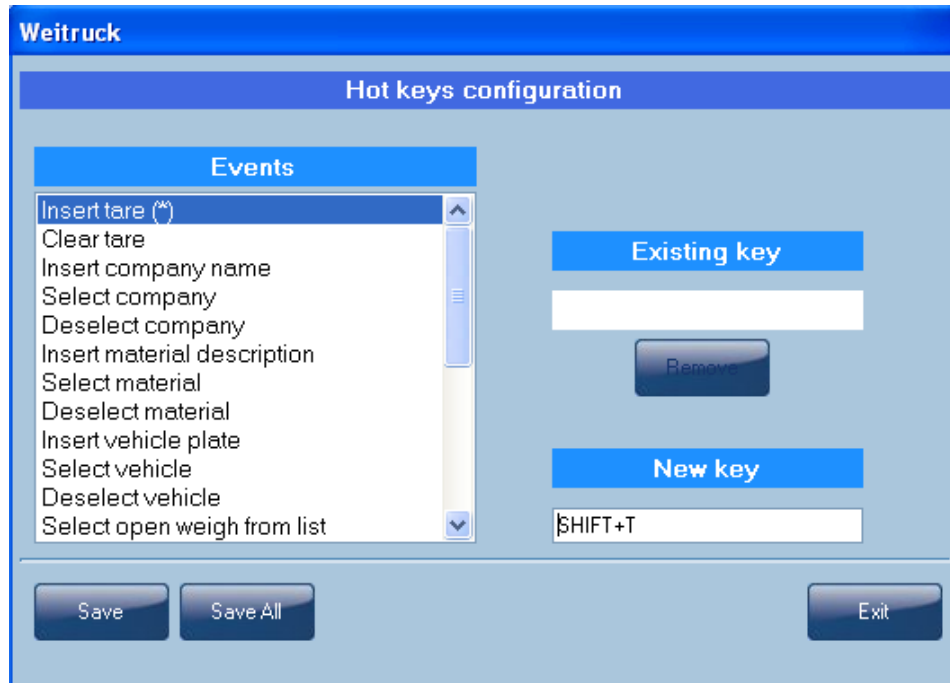 Weitruck
Hot keys configuration
Events
Insert tare (*)
Clear tare
Insert company name
Select company
Deselect company
Insert material description
Select material
Deselect material
Insert vehicle plate
Select vehicle
Deselect vehicle
Select open weigh from list
Existing key
Remove
New key
SHIFT+T
Save
Save All
Exit